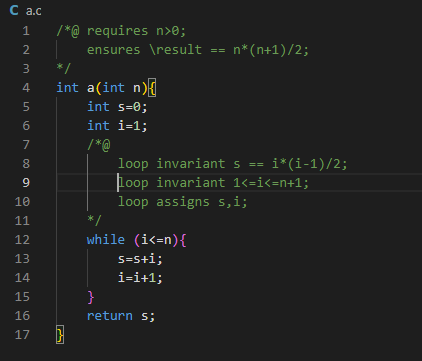 C a.c
1 /*@ requires n>0;
2 ensures \result == n*(n+1)/2;
3 */
4 int a(int n){
5 int s=0;
6 int i=1;
7 /*@
8 loop invariant s == i*(i-1)/2;
9 loop invariant 1<=i<=n+1;
10 loop assigns s,i;
11 */
12 while (i<=n){
13 s=s+i;
14 i=i+1;
15 }
16 return s;
17 }